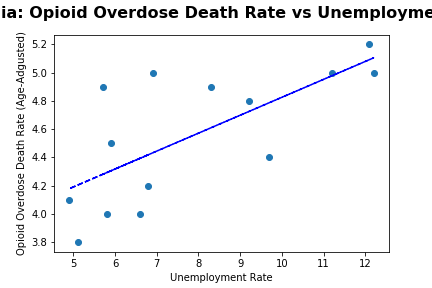 ia: Opioid Overdose Death Rate vs Unemployme
Opioid Overdose Death Rate (Age-Adgusted)
5.2
5.0
4.8
4.6
4.4
4.2
4.0
3.8
5 6 7 8 9 10 11 12
Unemployment Rate